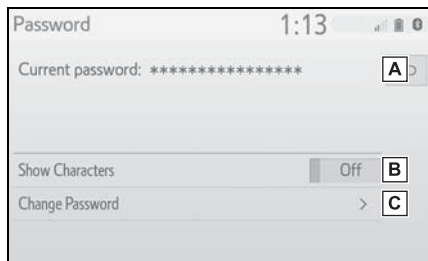 Password 1:13
Current password: **************** A
Show Characters Off B
Change Password > C